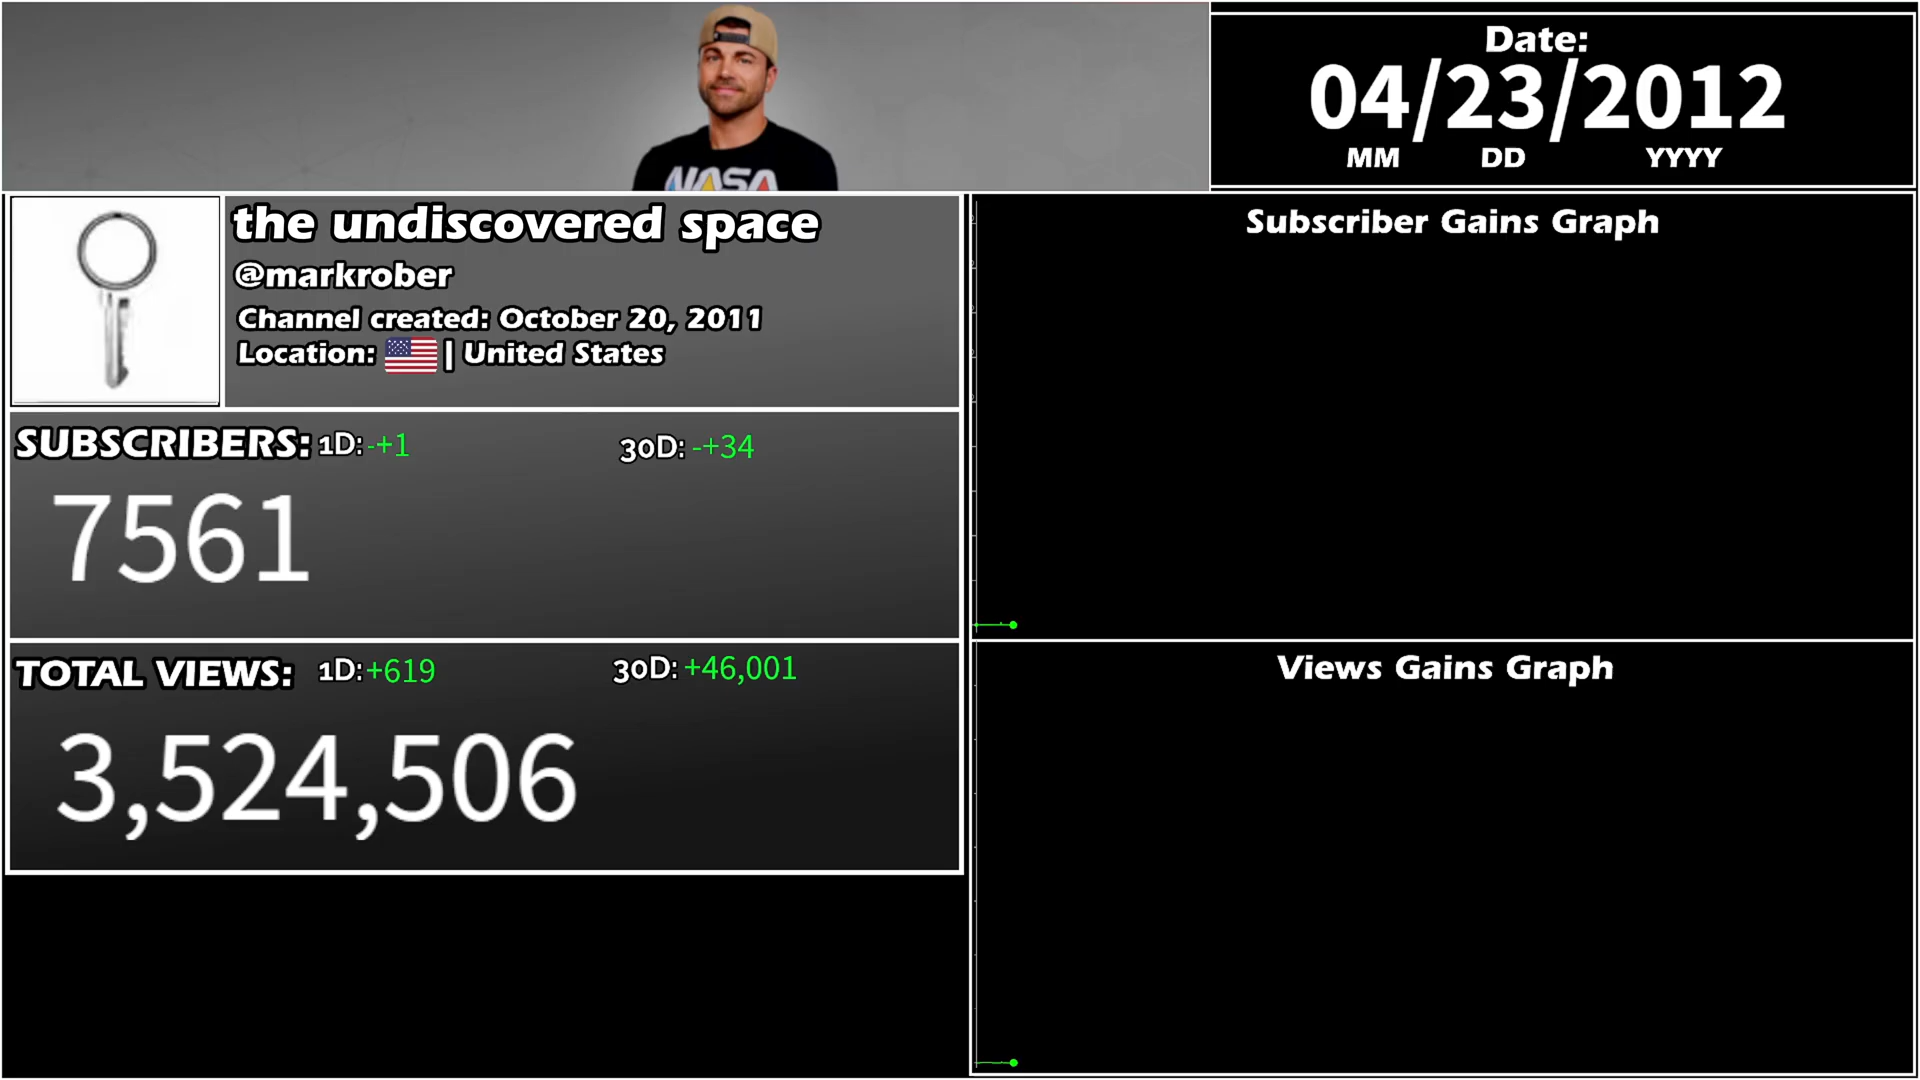 NASA
Date:
04/23/2012
MM DD YYYY
the undiscovered space
@markrober
Channel created: October 20, 2011
Location: | United States
SUBSCRIBERS: 1D:-+1 30D: -+34
7561
TOTAL VIEWS: 1D:+619 30D: +46,001
3,524,506
Subscriber Gains Graph
Views Gains Graph